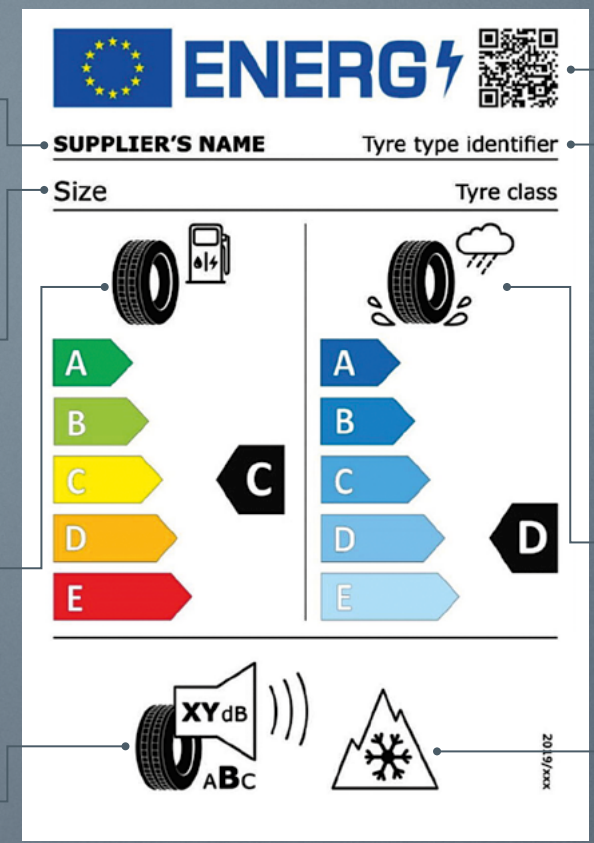 ENERG
SUPPLIER'S NAME Tyre type identifier
Size Tyre class
A
B
C
D
E
C
A
B
C
D
E
D
XYdB
ABC
2019/xxx